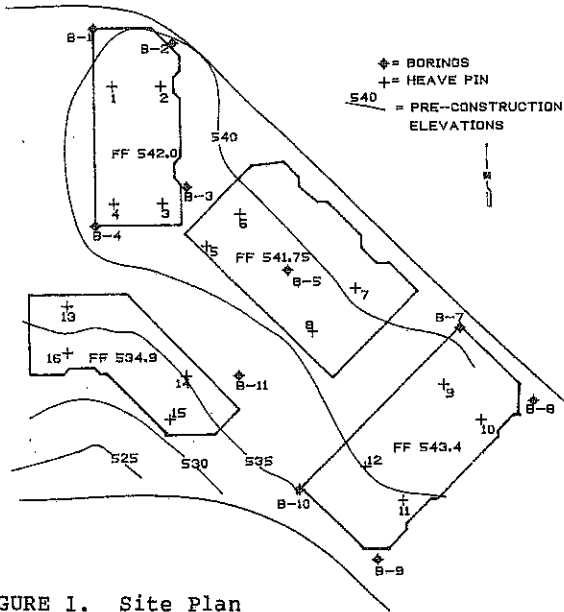 B-1
B-2
= BORINGS
= HEAVE PIN
540 = PRE-CONSTRUCTION
ELEVATIONS
N
1
2
540
FF 542.0
B-3
4
3
B-4
6
5
FF 541.75
B-5
7
8
B-7
13
16
FF 534.9
14
B-11
15
9
B-8
10
FF 543.4
12
525
530
535
B-10
11
B-9
GURE 1. Site Plan